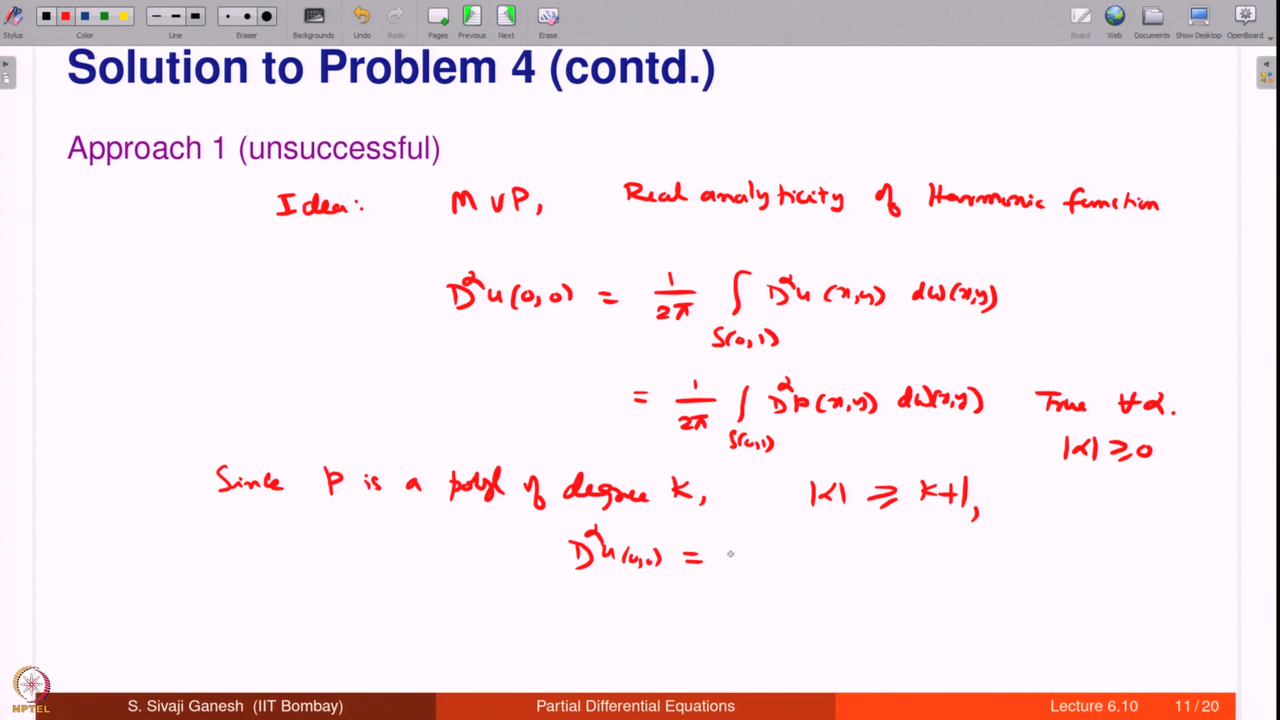 Stylus Color Line Eraser Backgrounds Undo Redo Pages Previous Next Erase Board Web Documents Show Desktop OpenBoard
Solution to Problem 4 (contd.)
Approach 1 (unsuccessful)
Idea: MVP, Real analyticity of Harmonic function
D^α u(0,0) = 1/2π ∫_{S(0,1)} D^α u(x,y) dω(x,y)
= 1/2π ∫_{S(0,1)} D^α p(x,y) dω(x,y) True ∀ α.
|α| ≥ 0
Since p is a polyl of degree k, |α| ≥ k+1,
D^α u(0,0) =
NPTEL
S. Sivaji Ganesh (IIT Bombay) Partial Differential Equations Lecture 6.10 11 / 20